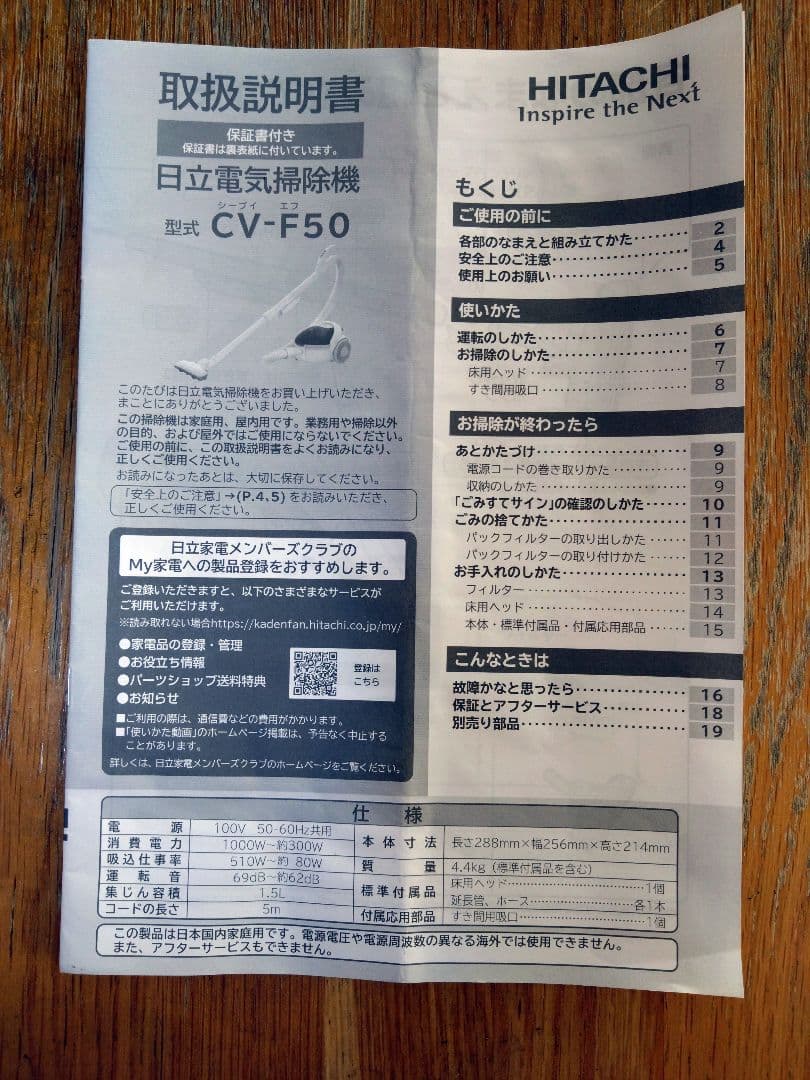 取扱説明書
保証書付き
保証書は裏表紙に付いています。
日立電気掃除機
シーブイ エフ
型式 CV-F50
このたびは日立電気掃除機をお買い上げいただき、
まことにありがとうございました。
この掃除機は家庭用、屋内用です。業務用や掃除以外
の目的、および屋外ではご使用にならないでください。
ご使用の前に、この取扱説明書をよくお読みになり、
正しくご使用ください。
お読みになったあとは、大切に保存してください。
「安全上のご注意」→(P.4、5)をお読みいただき、
正しくご使用ください。
日立家電メンバーズクラブの
My家電への製品登録をおすすめします。
ご登録いただきますと、以下のさまざまなサービスが
ご利用いただけます。
※読み取れない場合https://kadenfan.hitachi.co.jp/my/
●家電品の登録・管理
●お役立ち情報
●パーツショップ送料特典
●お知らせ
登録は
こちら
■ご利用の際は、通信費などの費用がかかります。
■「使いかた動画」のホームページ掲載は、予告なく中止する
ことがあります。
詳しくは、日立家電メンバーズクラブのホームページをご覧ください。
HITACHI
Inspire the Next
もくじ
ご使用の前に
各部のなまえと組み立てかた········ 2
安全上のご注意···················· 4
使用上のお願い···················· 5
使いかた
運転のしかた······················ 6
お掃除のしかた···················· 7
床用ヘッド······················ 7
すき間用吸口···················· 8
お掃除が終わったら
あとかたづけ······················ 9
電源コードの巻き取りかた········ 9
収納のしかた···················· 9
「ごみすてサイン」の確認のしかた···· 10
ごみの捨てかた···················· 11
パックフィルターの取り出しかた···· 11
パックフィルターの取り付けかた···· 12
お手入れのしかた·················· 13
フィルター······················ 13
床用ヘッド······················ 14
本体・標準付属品・付属応用部品···· 15
こんなときは
故障かなと思ったら················ 16
保証とアフターサービス············ 18
別売り部品························ 19
仕様
電源 100V 50-60Hz共用
消費電力 1000W～約300W
吸込仕事率 510W～約 80W
運転音 69dB～約62dB
集じん容積 1.5L
コードの長さ 5m
本体寸法 長さ288mm×幅256mm×高さ214mm
質量 4.4kg（標準付属品を含む）
標準付属品 床用ヘッド························1個
延長管、ホース····················各1本
付属応用部品 すき間用吸口······················1個
この製品は日本国内家庭用です。電源電圧や電源周波数の異なる海外では使用できません。
また、アフターサービスもできません。